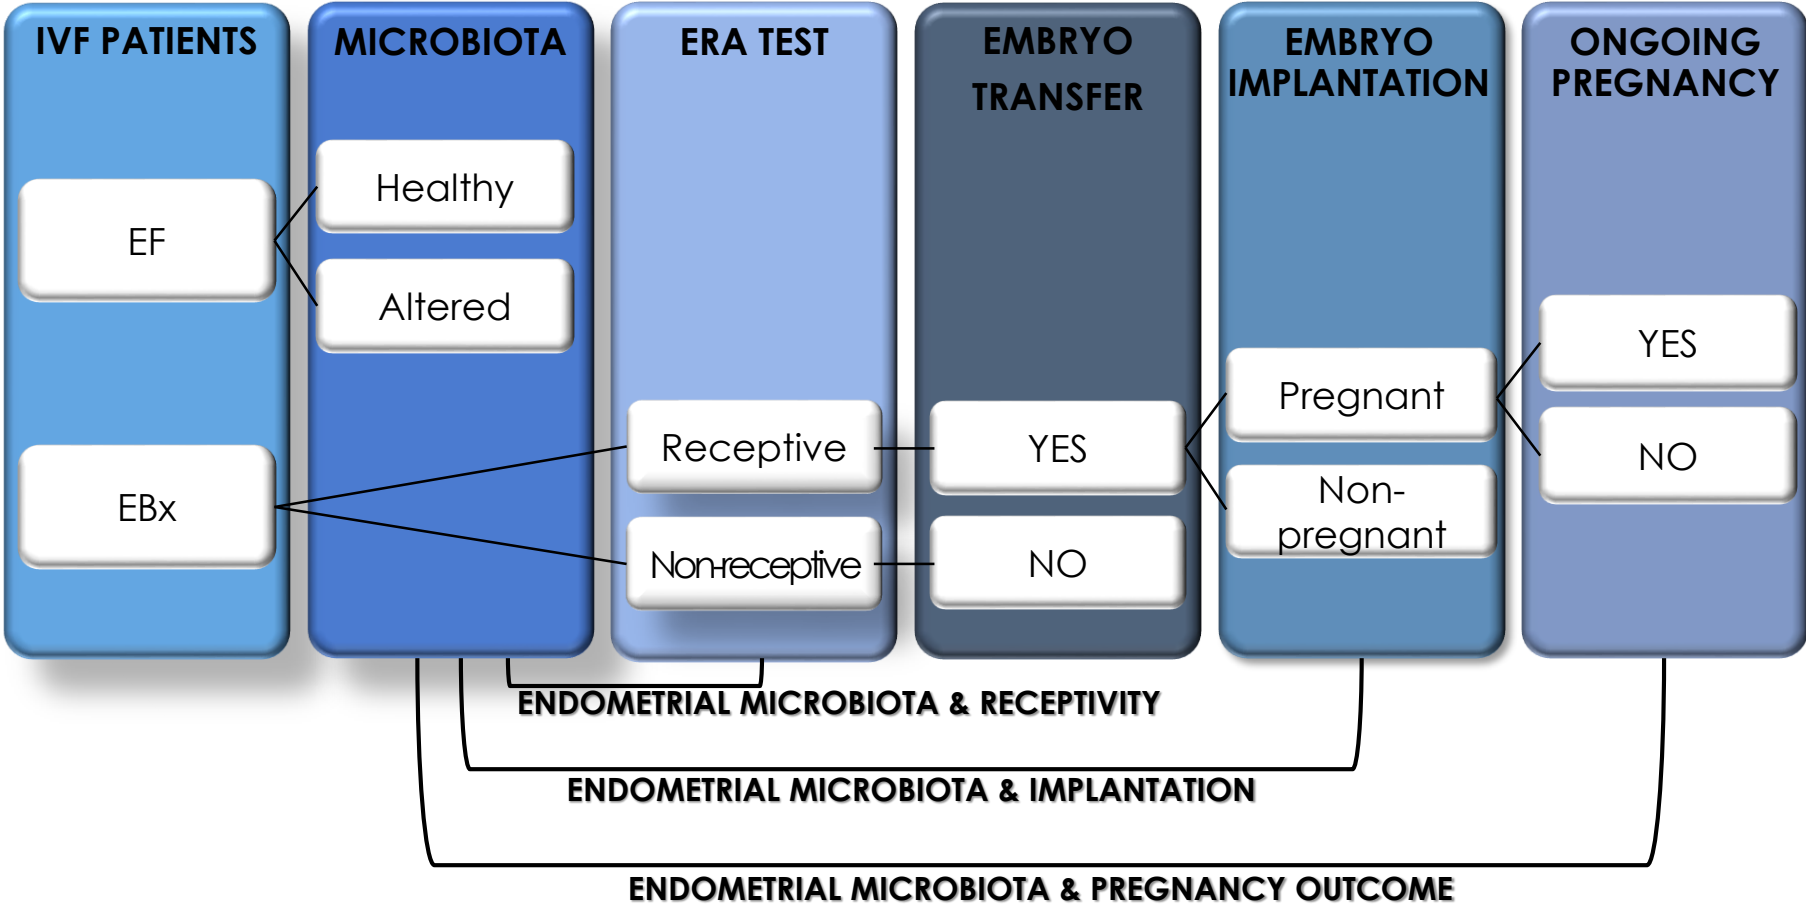 IVF PATIENTS
MICROBIOTA
ERA TEST
EMBRYO
TRANSFER
EMBRYO
IMPLANTATION
ONGOING
PREGNANCY
EF
Healthy
Altered
EBx
Receptive
Non-receptive
YES
NO
Pregnant
Non-
pregnant
YES
NO
ENDOMETRIAL MICROBIOTA & RECEPTIVITY
ENDOMETRIAL MICROBIOTA & IMPLANTATION
ENDOMETRIAL MICROBIOTA & PREGNANCY OUTCOME